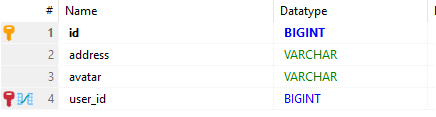 # Name Datatype
1 id BIGINT
2 address VARCHAR
3 avatar VARCHAR
4 user_id BIGINT